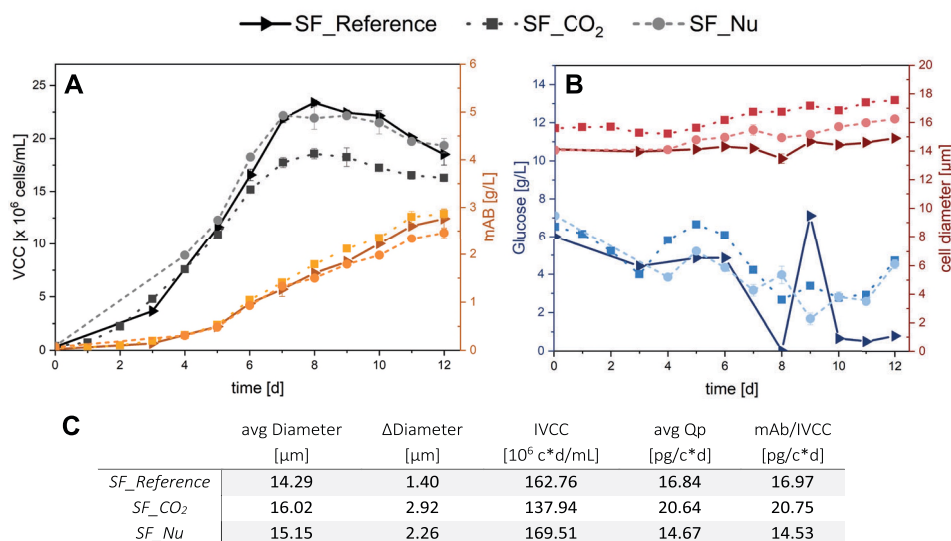 SF_Reference SF_CO₂ SF_Nu
A
VCC [x 10⁶ cells/mL]
25
20
15
10
5
0
0 2 4 6 8 10 12
time [d]
6
5
4
3
2
1
0
mAB [g/L]
B
Glucose [g/L]
15
14
12
10
8
6
4
2
0
0 2 4 6 8 10 12
time [d]
20
18
16
14
12
10
8
6
4
2
0
cell diameter [µm]
C
avg Diameter ΔDiameter IVCC avg Qp mAb/IVCC
[µm] [µm] [10⁶ c*d/mL] [pg/c*d] [pg/c*d]
SF_Reference 14.29 1.40 162.76 16.84 16.97
SF_CO₂ 16.02 2.92 137.94 20.64 20.75
SF_Nu 15.15 2.26 169.51 14.67 14.53